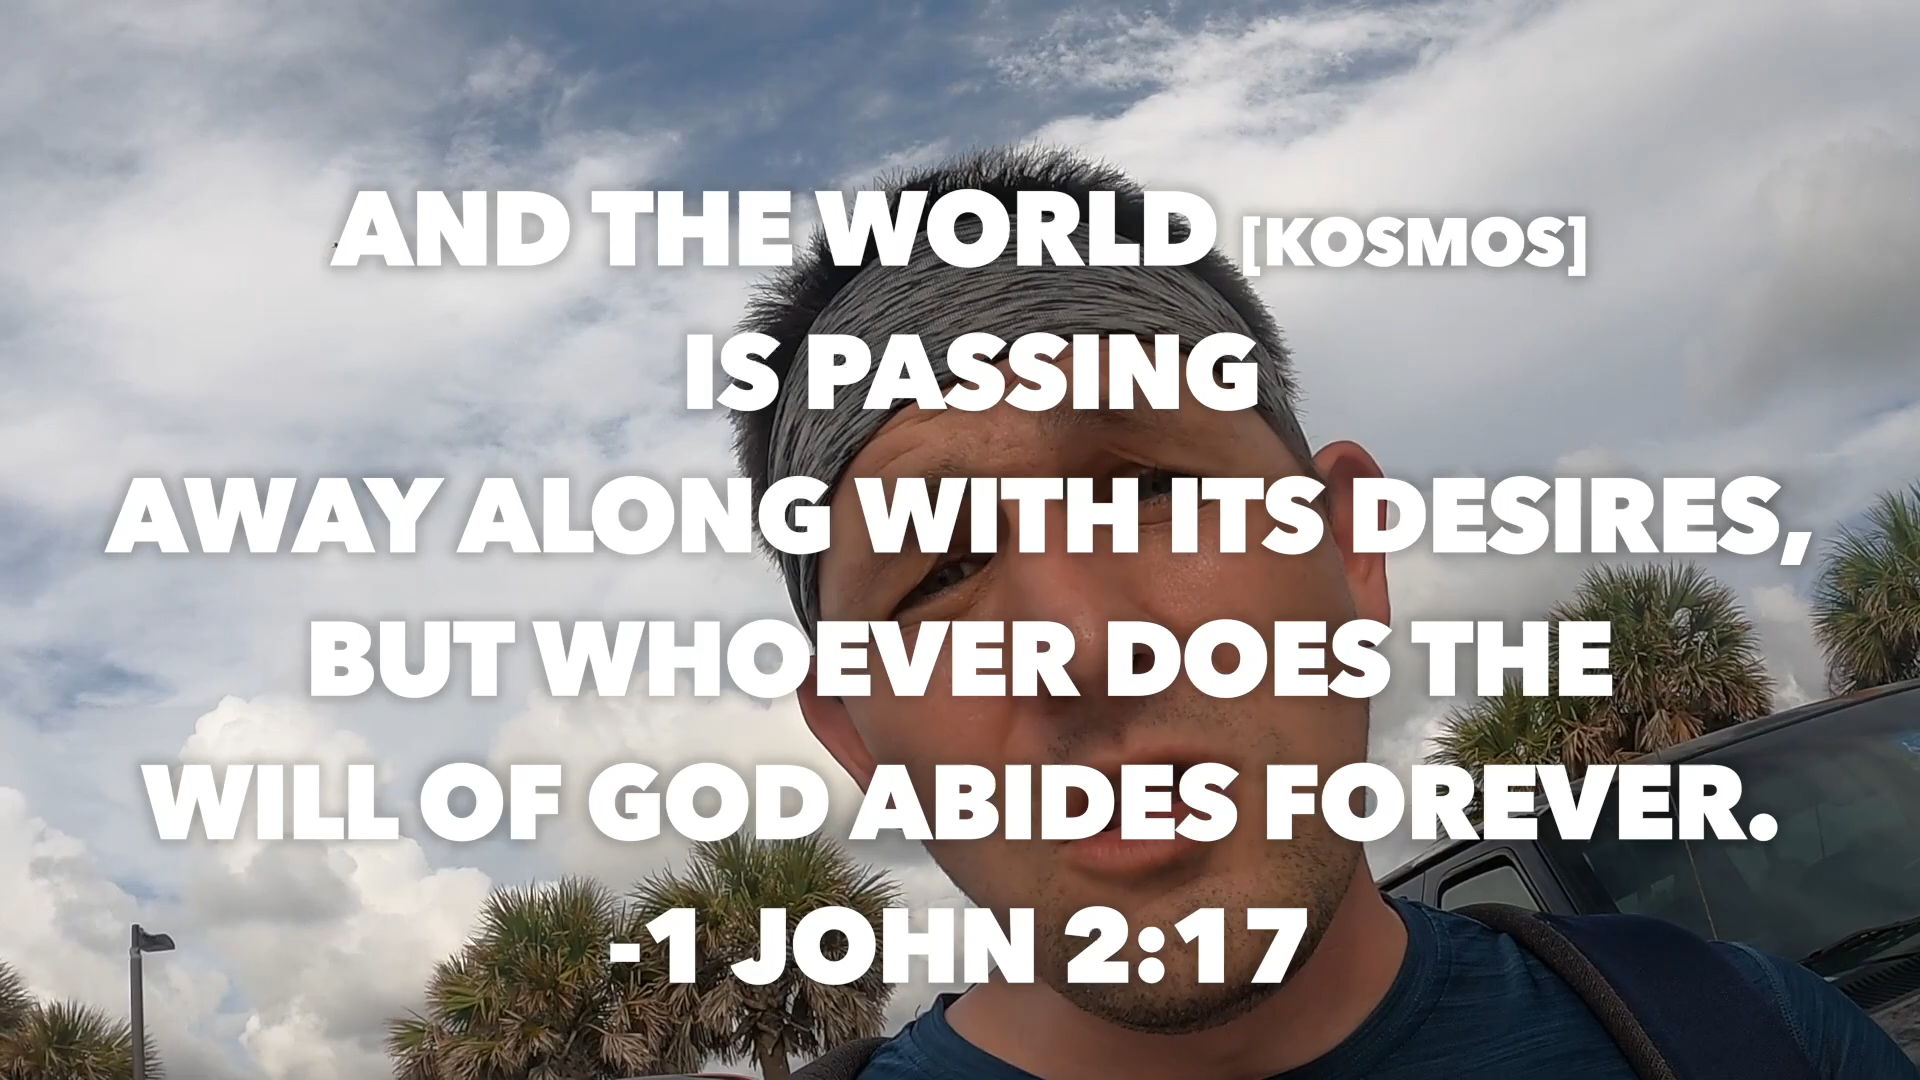 AND THE WORLD [KOSMOS]
IS PASSING
AWAY ALONG WITH ITS DESIRES,
BUT WHOEVER DOES THE
WILL OF GOD ABIDES FOREVER.
-1 JOHN 2:17